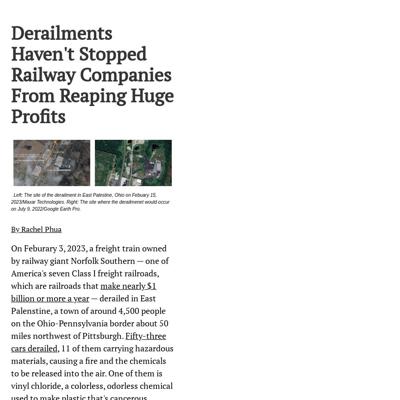 Derailments
Haven't Stopped
Railway Companies
From Reaping Huge
Profits
Left: The site of the derailment in East Palestine, Ohio on Febuary 15,
2023/Maxar Technologies. Right: The site where the derailmenet would occur
on July 9, 2022/Google Earth Pro.
By Rachel Phua
On Feburary 3, 2023, a freight train owned
by railway giant Norfolk Southern — one of
America's seven Class I freight railroads,
which are railroads that make nearly $1
billion or more a year — derailed in East
Palenstine, a town of around 4,500 people
on the Ohio-Pennsylvania border about 50
miles northwest of Pittsburgh. Fifty-three
cars derailed, 11 of them carrying hazardous
materials, causing a fire and the chemicals
to be released into the air. One of them is
vinyl chloride, a colorless, odorless chemical
used to make plastic that's cancerous